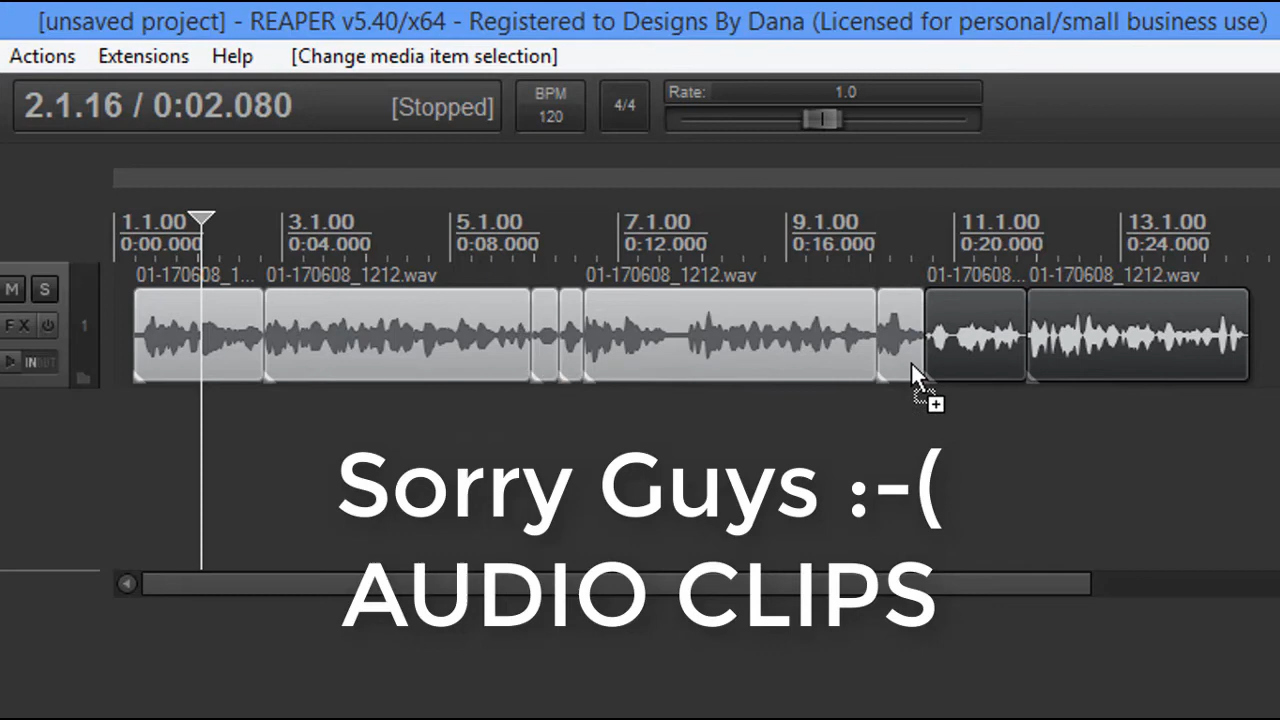 [unsaved project] - REAPER v5.40/x64 - Registered to Designs By Dana (Licensed for personal/small business use)
Actions Extensions Help [Change media item selection]
2.1.16 / 0:02.080 [Stopped] BPM 120 4/4 Rate: 1.0
1.1.00 3.1.00 5.1.00 7.1.00 9.1.00 11.1.00 13.1.00
0:00.000 0:04.000 0:08.000 0:12.000 0:16.000 0:20.000 0:24.000
01-170608_1... 01-170608_1212.wav 01-170608_1212.wav 01-170608... 01-170608_1212.wav
M S
FX 1
IN
Sorry Guys :-(
AUDIO CLIPS